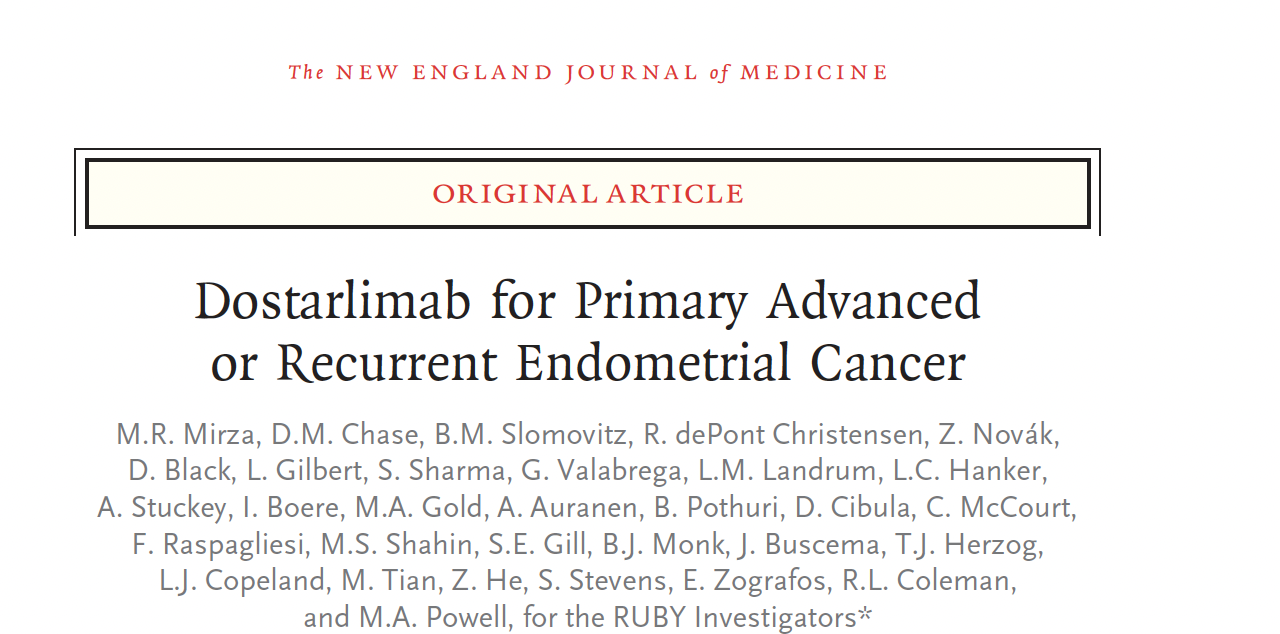 The NEW ENGLAND JOURNAL of MEDICINE
ORIGINAL ARTICLE
Dostarlimab for Primary Advanced
or Recurrent Endometrial Cancer
M.R. Mirza, D.M. Chase, B.M. Slomovitz, R. dePont Christensen, Z. Novák,
D. Black, L. Gilbert, S. Sharma, G. Valabrega, L.M. Landrum, L.C. Hanker,
A. Stuckey, I. Boere, M.A. Gold, A. Auranen, B. Pothuri, D. Cibula, C. McCourt,
F. Raspagliesi, M.S. Shahin, S.E. Gill, B.J. Monk, J. Buscema, T.J. Herzog,
L.J. Copeland, M. Tian, Z. He, S. Stevens, E. Zografos, R.L. Coleman,
and M.A. Powell, for the RUBY Investigators*